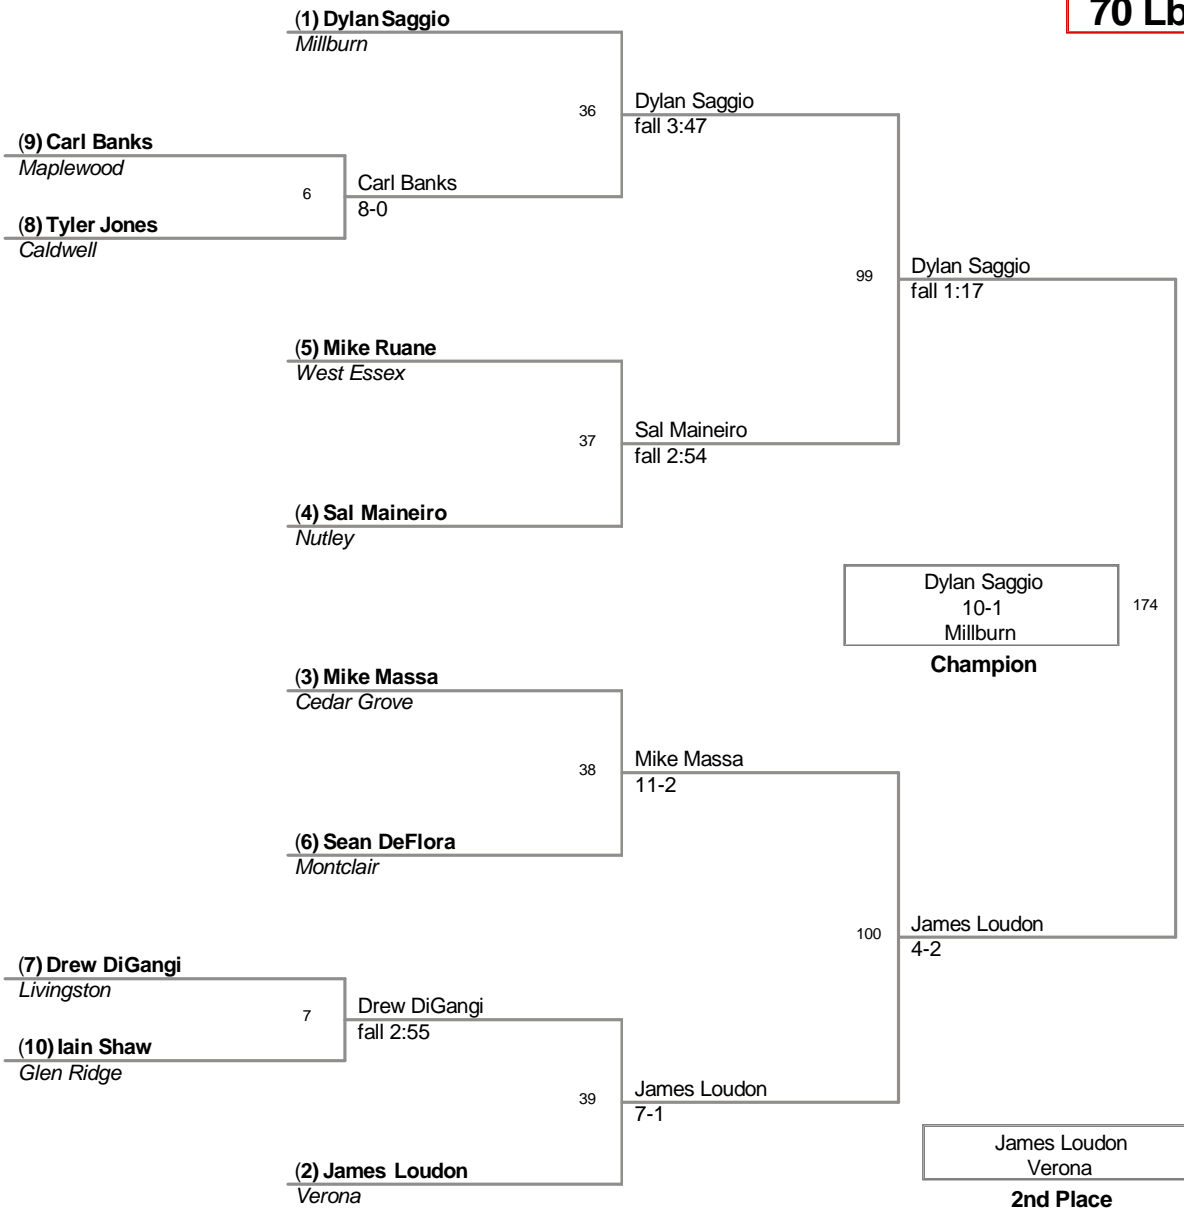 70 Lb
(1) Dylan Saggio
Millburn
36
Dylan Saggio
fall 3:47
(9) Carl Banks
Maplewood
6
Carl Banks
8-0
(8) Tyler Jones
Caldwell
99
Dylan Saggio
fall 1:17
(5) Mike Ruane
West Essex
37
Sal Maineiro
fall 2:54
(4) Sal Maineiro
Nutley
Dylan Saggio
10-1
Millburn
174
Champion
(3) Mike Massa
Cedar Grove
38
Mike Massa
11-2
(6) Sean DeFlora
Montclair
100
James Loudon
4-2
(7) Drew DiGangi
Livingston
7
Drew DiGangi
fall 2:55
(10) Iain Shaw
Glen Ridge
39
James Loudon
7-1
(2) James Loudon
Verona
James Loudon
Verona
2nd Place